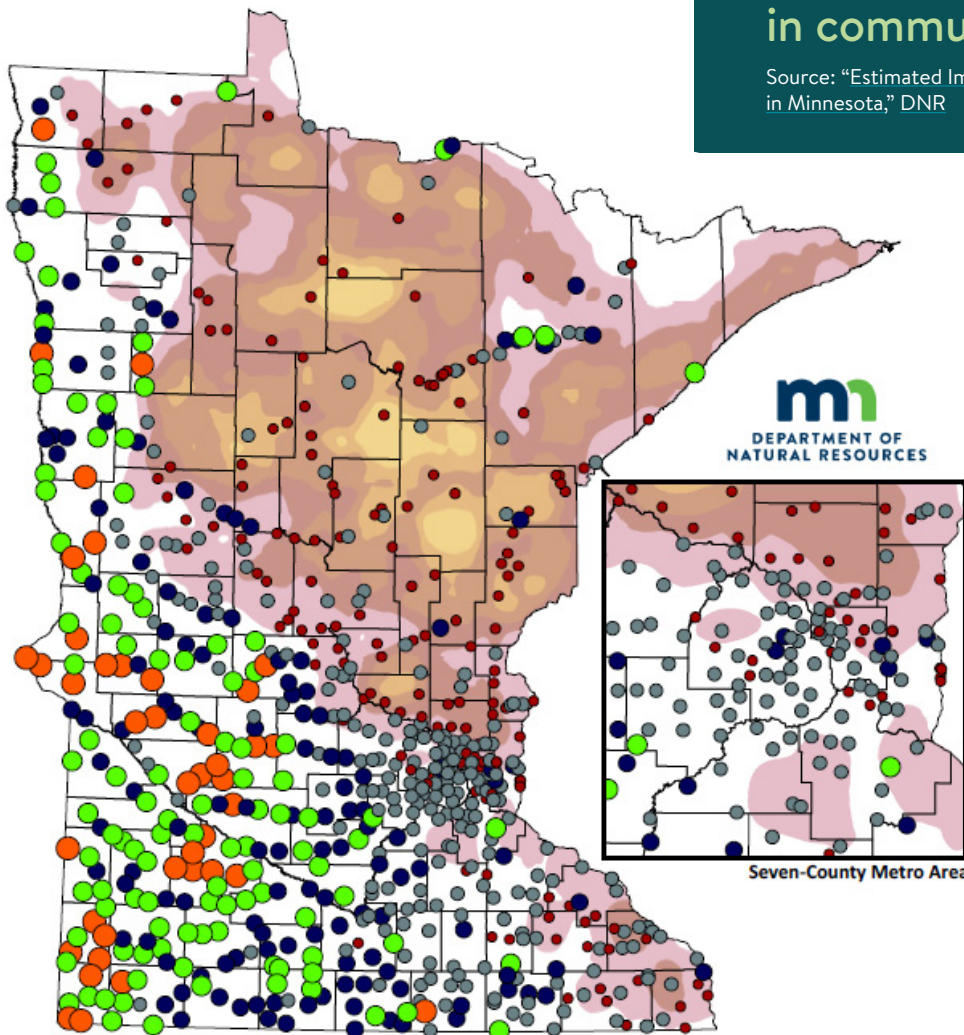 in commu
Source: “Estimated Im
in Minnesota,” DNR
mn
DEPARTMENT OF
NATURAL RESOURCES
Seven-County Metro Area